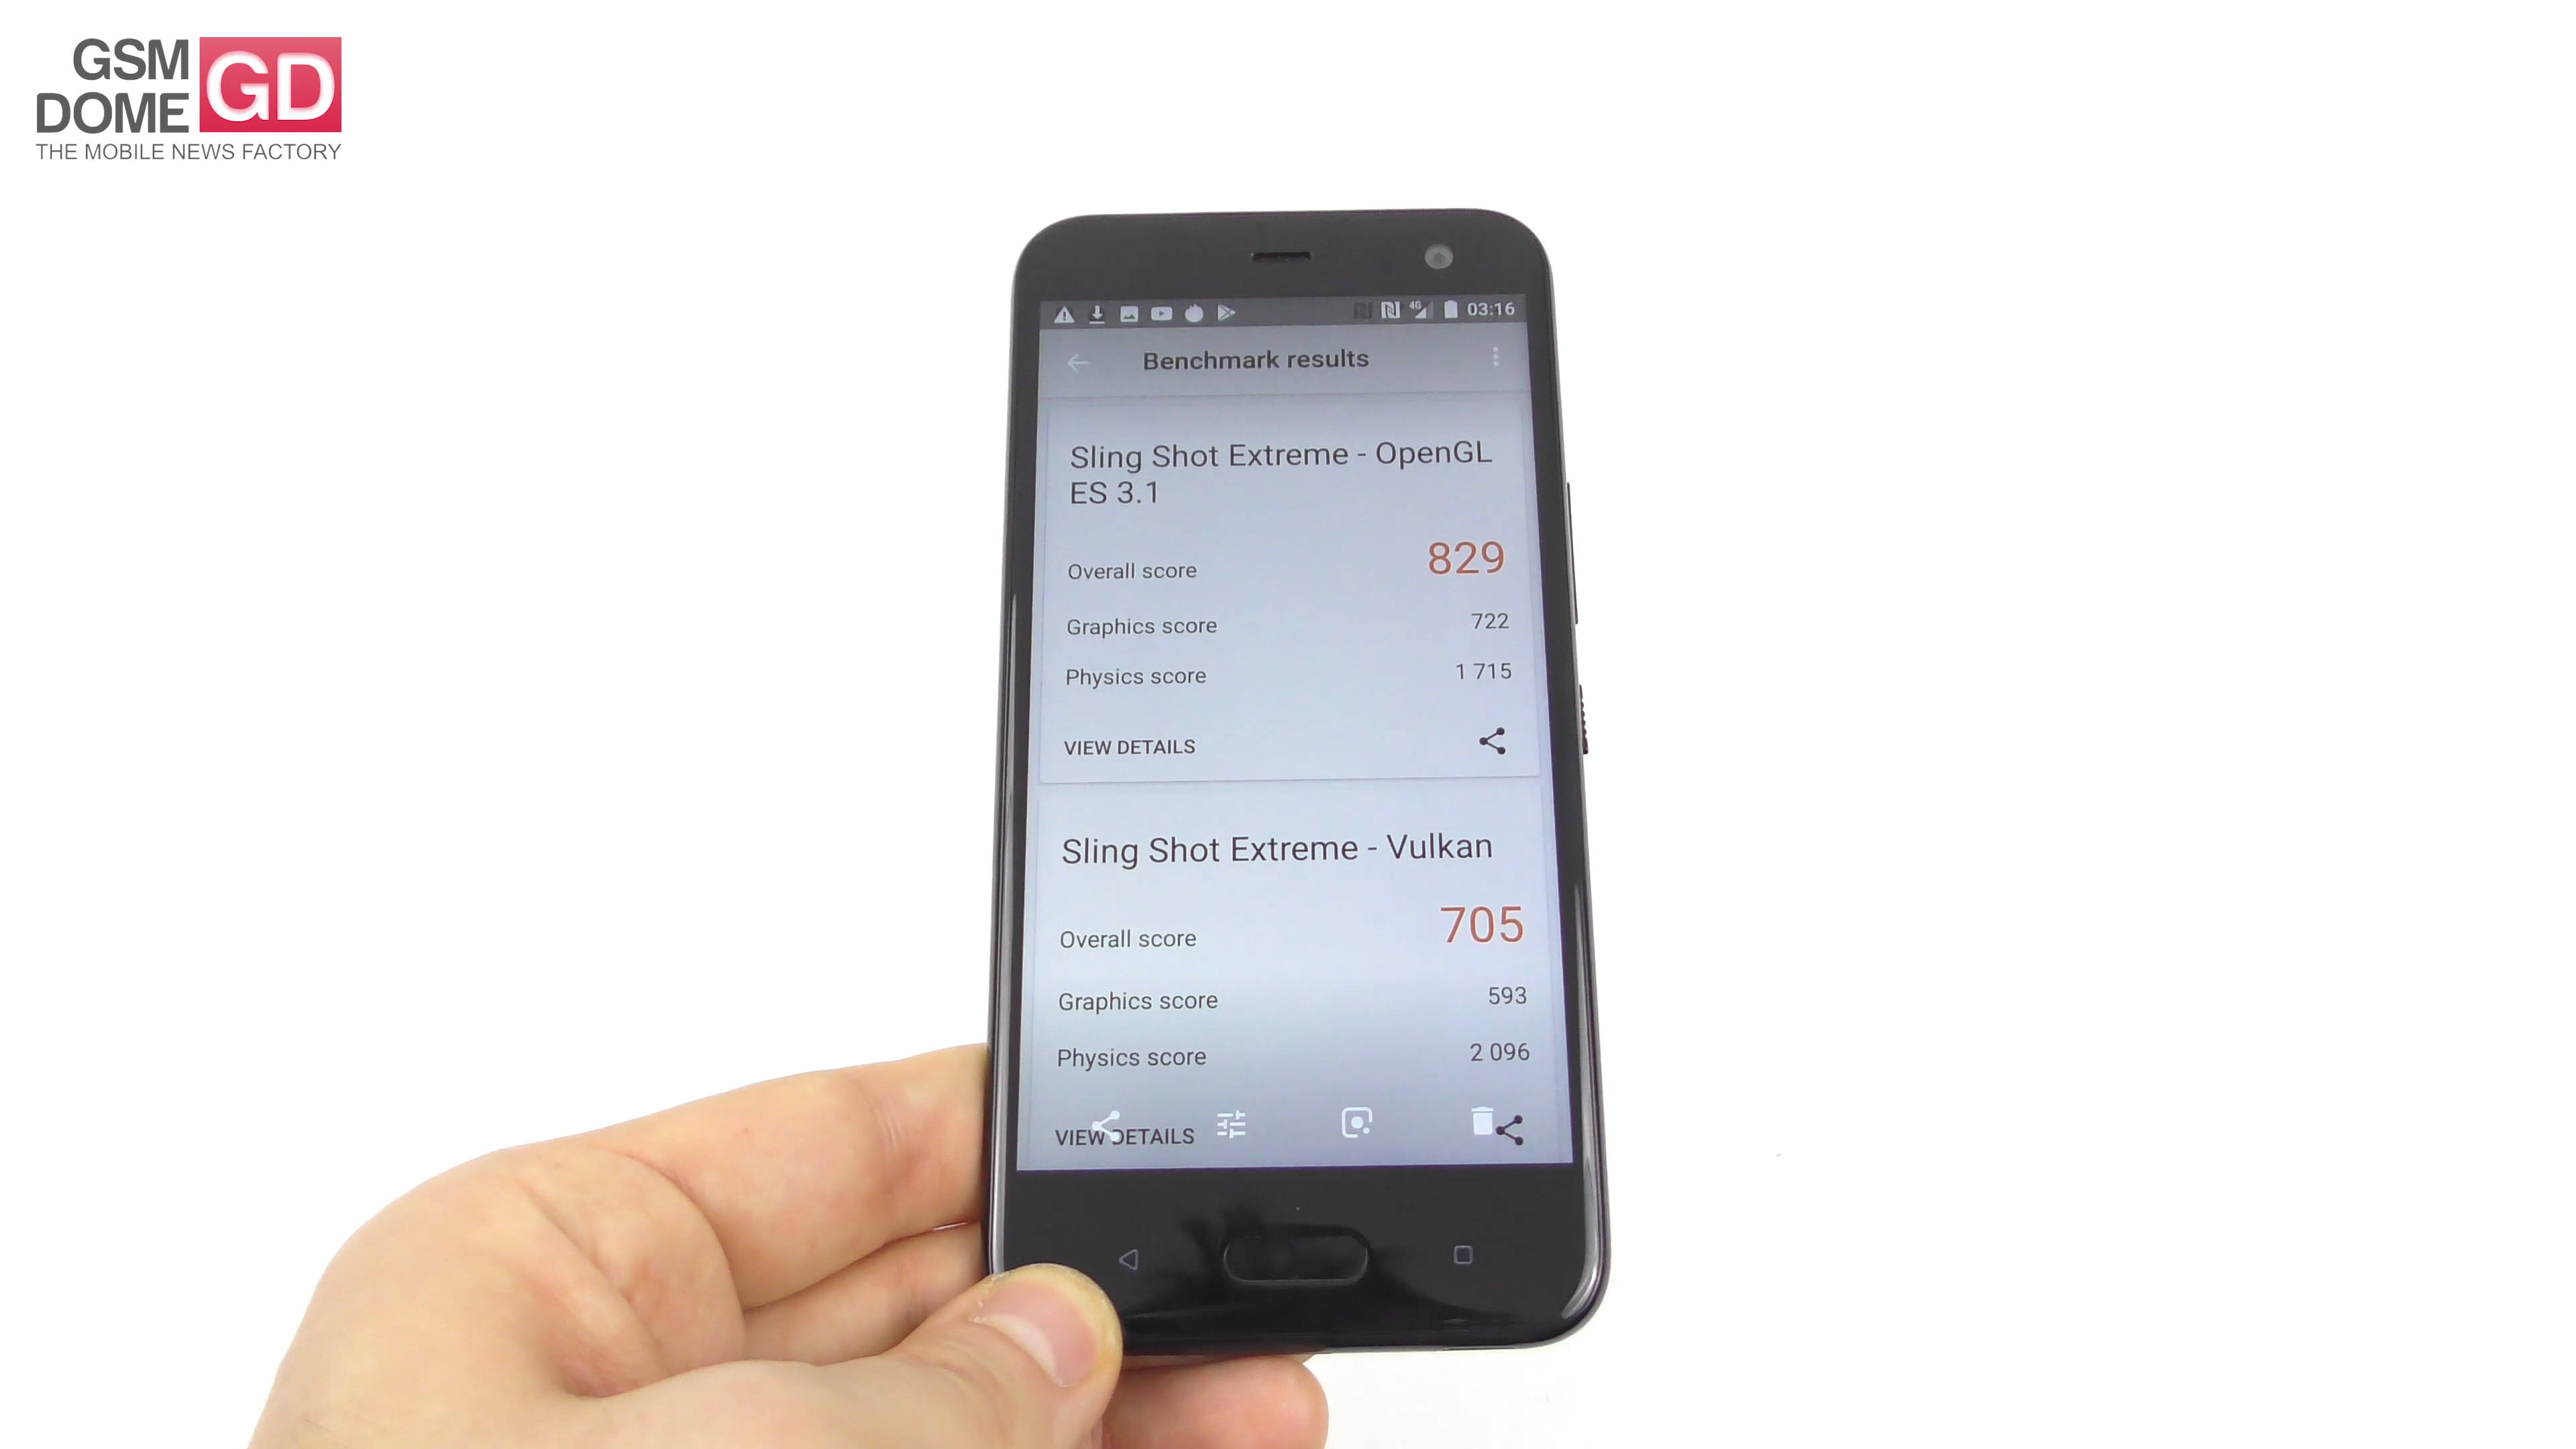 GSM
DOME GD
THE MOBILE NEWS FACTORY
4G 03:16
Benchmark results
Sling Shot Extreme - OpenGL
ES 3.1
Overall score 829
Graphics score 722
Physics score 1 715
VIEW DETAILS
Sling Shot Extreme - Vulkan
Overall score 705
Graphics score 593
Physics score 2 096
VIEW DETAILS